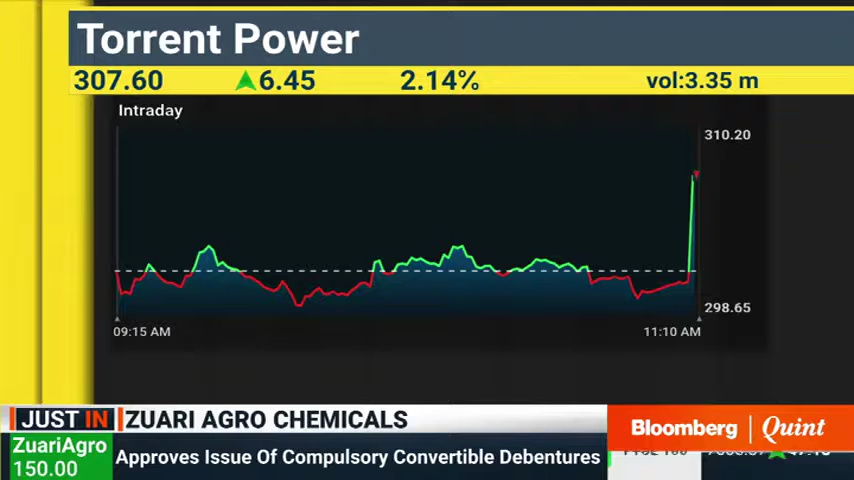 Torrent Power
307.60 6.45 2.14% vol:3.35 m
Intraday
310.20
298.65
09:15 AM 11:10 AM
JUST IN ZUARI AGRO CHEMICALS
ZuariAgro
150.00
Approves Issue Of Compulsory Convertible Debentures
Bloomberg | Quint